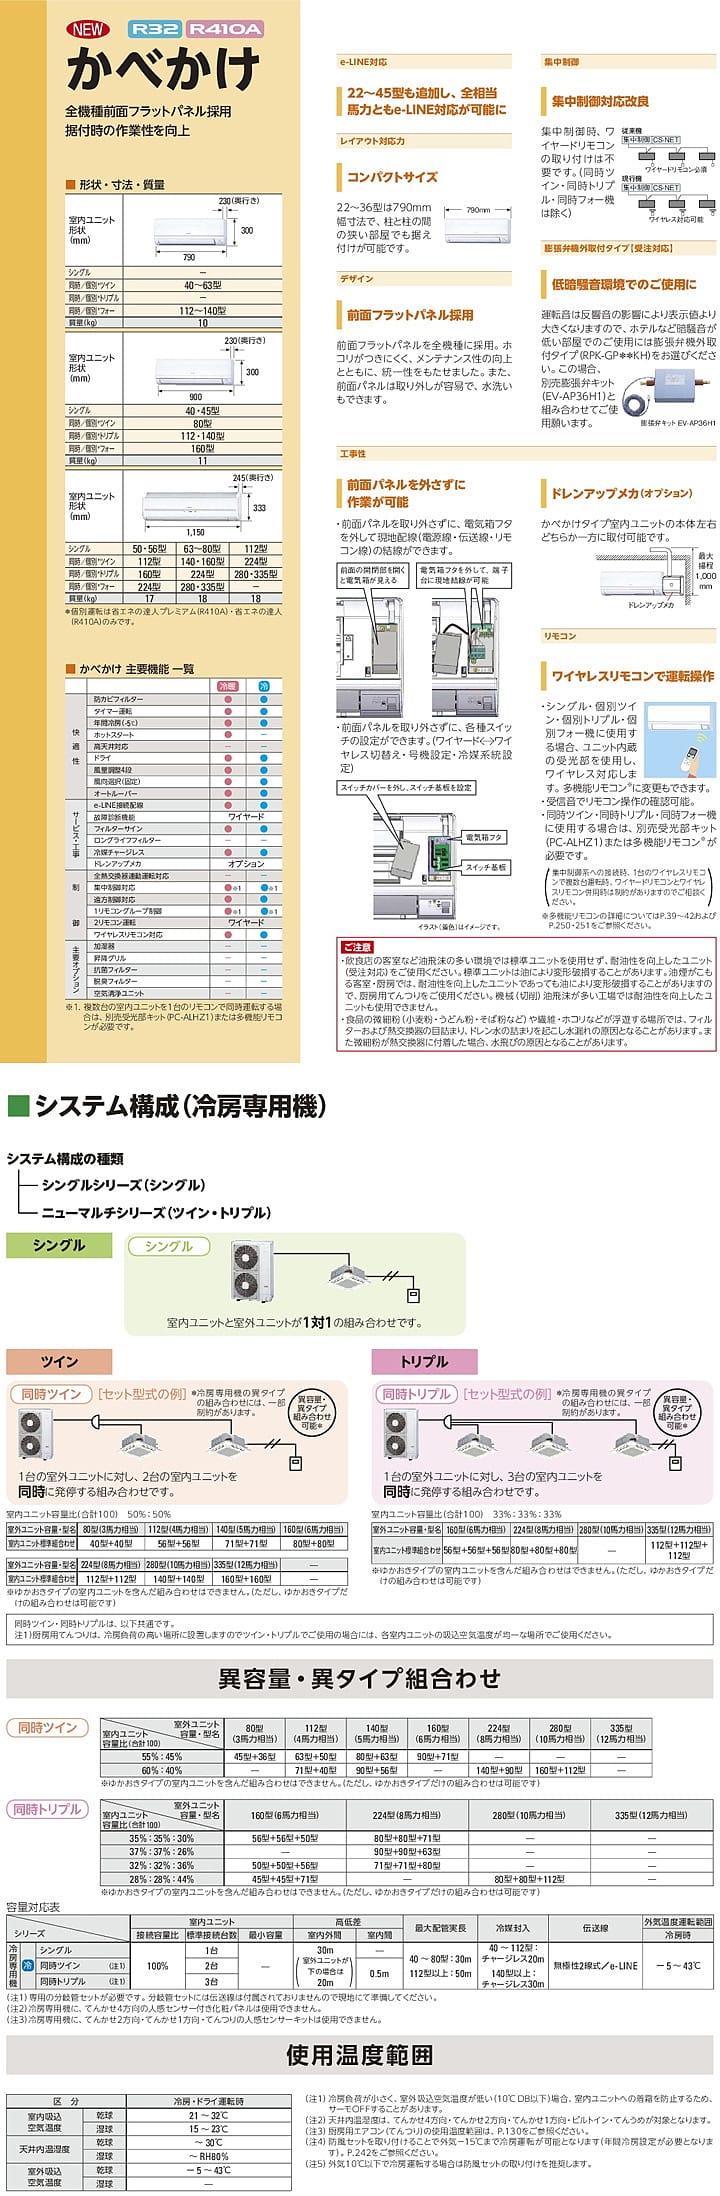 NEW R32 R410A
かべかけ
全機種前面フラットパネル採用
据付時の作業性を向上
■ 形状・寸法・質量
室内ユニット
形状
(mm)
230(奥行き)
300
790
シングル －
同時/個別*ツイン 40～63型
同時/個別*トリプル －
同時/個別*フォー 112～140型
質量(kg) 10
室内ユニット
形状
(mm)
230(奥行き)
300
900
シングル 40・45型
同時/個別*ツイン 80型
同時/個別*トリプル 112・140型
同時/個別*フォー 160型
質量(kg) 11
室内ユニット
形状
(mm)
245(奥行き)
333
1,150
シングル 50・56型 63～80型 112型
同時/個別*ツイン 112型 140・160型 224型
同時/個別*トリプル 160型 224型 280・335型
同時/個別*フォー 224型 280・335型 －
質量(kg) 17 18 18
*個別運転は省エネの達人プレミアム(R410A)・省エネの達人
(R410A)のみです。
■ かべかけ 主要機能 一覧
冷暖 冷
快適性
防カビフィルター ● ●
タイマー運転 ● ●
年間冷房(-5℃) ● ●
ホットスタート ● －
高天井対応 － －
ドライ ● ●
風量調整4段 ● ●
風向選択(固定) ● ●
オートルーバー ● ●
サービス・工事
e-LINE接続配線 ● ●
故障診断機能 ワイヤード
フィルターサイン ● ●
ロングライフフィルター － －
冷媒チャージレス ● ●
ドレンアップメカ オプション
制御
全熱交換器連動運転対応 － －
集中制御対応 ●※1 ●※1
遠方制御対応 ● ●
1リモコングループ制御 ●※1 ●※1
2リモコン運転 ワイヤード
ワイヤレスリモコン対応 ● ●
主要オプション
加湿器 － －
昇降グリル － －
抗菌フィルター － －
脱臭フィルター － －
空気清浄ユニット － －
※1. 複数台の室内ユニットを1台のリモコンで同時運転する場
合は、別売受光部キット(PC-ALHZ1)または多機能リモコ
ンが必要です。
e-LINE対応
22～45型も追加し、全相当
馬力ともe-LINE対応が可能に
レイアウト対応力
コンパクトサイズ
22～36型は790mm
幅寸法で、柱と柱の間
の狭い部屋でも据え
付けが可能です。
790mm
デザイン
前面フラットパネル採用
前面フラットパネルを全機種に採用。ホ
コリがつきにくく、メンテナンス性の向上
とともに、統一性をもたせました。また、
前面パネルは取り外しが容易で、水洗い
もできます。
集中制御
集中制御対応改良
集中制御時、ワ
イヤードリモコン
の取り付けは不
要です。(同時ツ
イン・同時トリプ
ル・同時フォー機
は除く)
従来機
集中制御 CS-NET
ワイヤードリモコン必須
現行機
集中制御 CS-NET
ワイヤレス対応可能
膨張弁機外取付タイプ【受注対応】
低暗騒音環境でのご使用に
運転音は反響音の影響により表示値より
大きくなりますので、ホテルなど暗騒音が
低い部屋でのご使用には膨張弁機外取
付タイプ(RPK-GP**KH)をお選びくださ
い。この場合、
別売膨張弁キット
(EV-AP36H1)と
組み合わせてご使
用願います。
膨張弁キット EV-AP36H1
工事性
前面パネルを外さずに
作業が可能
・前面パネルを取り外さずに、電気箱フタ
を外して現地配線(電源線・伝送線・リモ
コン線)の結線ができます。
前面の開閉部を開く
と電気箱が見える
電気箱フタを外して、端子
台に現地結線が可能
・前面パネルを取り外さずに、各種スイッ
チの設定ができます。(ワイヤード⇔ワイ
ヤレス切替え・号機設定・冷媒系統設
定)
スイッチカバーを外し、スイッチ基板を設定
電気箱フタ
スイッチ基板
イラスト(着色)はイメージです。
ドレンアップメカ(オプション)
かべかけタイプ室内ユニットの本体左右
どちらか一方に取付可能です。
最大
揚程
1,000
mm
ドレンアップメカ
リモコン
ワイヤレスリモコンで運転操作
・シングル・個別ツイ
ン・個別トリプル・個
別フォー機に使用す
る場合、ユニット内蔵
の受光部を使用し、
ワイヤレス対応しま
す。多機能リモコン※に変更もできます。
・受信音でリモコン操作の確認可能。
・同時ツイン・同時トリプル・同時フォー機
に使用する場合は、別売受光部キット
(PC-ALHZ1)または多機能リモコン※が
必要です。
(集中制御系への接続時、1台のワイヤレスリモコ
ンで複数台運転時、ワイヤードリモコンとワイヤレ
スリモコン併用時は制約がありますのでご相談く
ださい。)
※多機能リモコンの詳細についてはP.39～42および
P.250・251をご参照ください。
ご注意
・飲食店の客室など油飛沫の多い環境では標準ユニットを使用せず、耐油性を向上したユニット
(受注対応)をご使用ください。標準ユニットは油により変形破損することがあります。油煙がこも
る客室・厨房では、耐油性を向上したユニットであっても油により変形破損することがありますの
で、厨房用てんつりをご使用ください。機械(切削)油飛沫が多い工場では耐油性を向上したユ
ニットも使用できません。
・食品の微細粉(小麦粉・うどん粉・そば粉など)や繊維・ホコリなどが浮遊する場所では、フィル
ターおよび熱交換器の目詰まり、ドレン水の詰まりを起こし水漏れの原因となることがあります。ま
た微細粉が熱交換器に付着した場合、水飛びの原因となることがあります。
■ システム構成(冷房専用機)
システム構成の種類
シングルシリーズ(シングル)
ニューマルチシリーズ(ツイン・トリプル)
シングル
シングル
室内ユニットと室外ユニットが1対1の組み合わせです。
ツイン
同時ツイン [セット型式の例]
*冷房専用機の異タイプ
の組み合わせには、一部
制約があります。
異容量・
異タイプ
組み合わせ
可能*
1台の室外ユニットに対し、2台の室内ユニットを
同時に発停する組み合わせです。
室内ユニット容量比(合計100) 50%:50%
室外ユニット容量・型名 80型(3馬力相当) 112型(4馬力相当) 140型(5馬力相当) 160型(6馬力相当)
室内ユニット標準組合わせ 40型+40型 56型+56型 71型+71型 80型+80型
室外ユニット容量・型名 224型(8馬力相当) 280型(10馬力相当) 335型(12馬力相当) －
室内ユニット標準組合わせ 112型+112型 140型+140型 160型+160型 －
※ゆかおきタイプの室内ユニットを含んだ組み合わせはできません。(ただし、ゆかおきタイプだ
けの組み合わせは可能です)
トリプル
同時トリプル [セット型式の例]
*冷房専用機の異タイプ
の組み合わせには、一部
制約があります。
異容量・
異タイプ
組み合わせ
可能*
1台の室外ユニットに対し、3台の室内ユニットを
同時に発停する組み合わせです。
室内ユニット容量比(合計100) 33%:33%:33%
室外ユニット容量・型名 160型(6馬力相当) 224型(8馬力相当) 280型(10馬力相当) 335型(12馬力相当)
室内ユニット標準組合わせ 56型+56型+56型 80型+80型+80型 － 112型+112型+
112型
※ゆかおきタイプの室内ユニットを含んだ組み合わせはできません。(ただし、ゆかおきタイプだ
けの組み合わせは可能です)
同時ツイン・同時トリプルは、以下共通です。
注1)厨房用てんつりは、冷房負荷の高い場所に設置しますのでツイン・トリプルでご使用の場合には、各室内ユニットの吸込空気温度が均一な場所でご使用ください。
異容量・異タイプ組合わせ
同時ツイン
室外ユニット容量・型名 室内ユニット容量比(合計100) 80型(3馬力相当) 112型(4馬力相当) 140型(5馬力相当) 160型(6馬力相当) 224型(8馬力相当) 280型(10馬力相当) 335型(12馬力相当)
55%:45% 45型+36型 63型+50型 80型+63型 90型+71型 － － －
60%:40% － 71型+40型 90型+56型 － 140型+90型 160型+112型 －
※ゆかおきタイプの室内ユニットを含んだ組み合わせはできません。(ただし、ゆかおきタイプだけの組み合わせは可能です)
同時トリプル
室外ユニット容量・型名 室内ユニット容量比(合計100) 160型(6馬力相当) 224型(8馬力相当) 280型(10馬力相当) 335型(12馬力相当)
35%:35%:30% 56型+56型+50型 80型+80型+71型 － －
37%:37%:26% － 90型+90型+63型 － －
32%:32%:36% 50型+50型+56型 71型+71型+80型 － －
28%:28%:44% 45型+45型+71型 － 80型+80型+112型 －
※ゆかおきタイプの室内ユニットを含んだ組み合わせはできません。(ただし、ゆかおきタイプだけの組み合わせは可能です)
容量対応表
シリーズ 室内ユニット 高低差 最大配管実長 冷媒封入 伝送線 外気温度運転範囲
接続容量比 標準接続台数 最小容量 室内外間 室内間 冷房時
冷房専用機 冷
シングル 1台
同時ツイン (注1) 2台
同時トリプル (注1) 3台
100% －
30m
(室外ユニットが
下の場合は
20m)
－
0.5m
40～80型:30m
112型以上:50m
40～112型:
チャージレス20m
140型以上:
チャージレス30m
無極性2線式/e-LINE
－5～43℃
(注1)専用の分岐管セットが必要です。分岐管セットには伝送線は付属されておりませんので現地にて準備してください。
(注2)冷房専用機に、てんかせ4方向の人感センサー付き化粧パネルは使用できません。
(注3)冷房専用機に、てんかせ2方向・てんかせ1方向・てんつりの人感センサーキットは使用できません。
使用温度範囲
区 分 冷房・ドライ運転時
室内吸込空気温度 乾球 21～32℃
湿球 15～23℃
天井内温湿度 乾球 ～30℃
湿球 ～RH80%
室外吸込空気温度 乾球 －5～43℃
湿球 －
(注1) 冷房負荷が小さく、室外吸込空気温度が低い(10℃DB以下)場合、室内ユニットへの着霜を防止するため、
サーモOFFすることがあります。
(注2) 天井内温湿度は、てんかせ4方向・てんかせ2方向・てんかせ1方向・ビルトイン・てんうめが対象となります。
(注3) 厨房用エアコン(てんつり)の使用温度範囲は、P.130をご参照ください。
(注4) 防風セットを取り付けることで外気－15℃まで冷房運転が可能となります(年間冷房設定が必要となりま
す)。P.242をご参照ください。
(注5) 外気10℃以下で冷房運転する場合は防風セットの取り付けを推奨します。